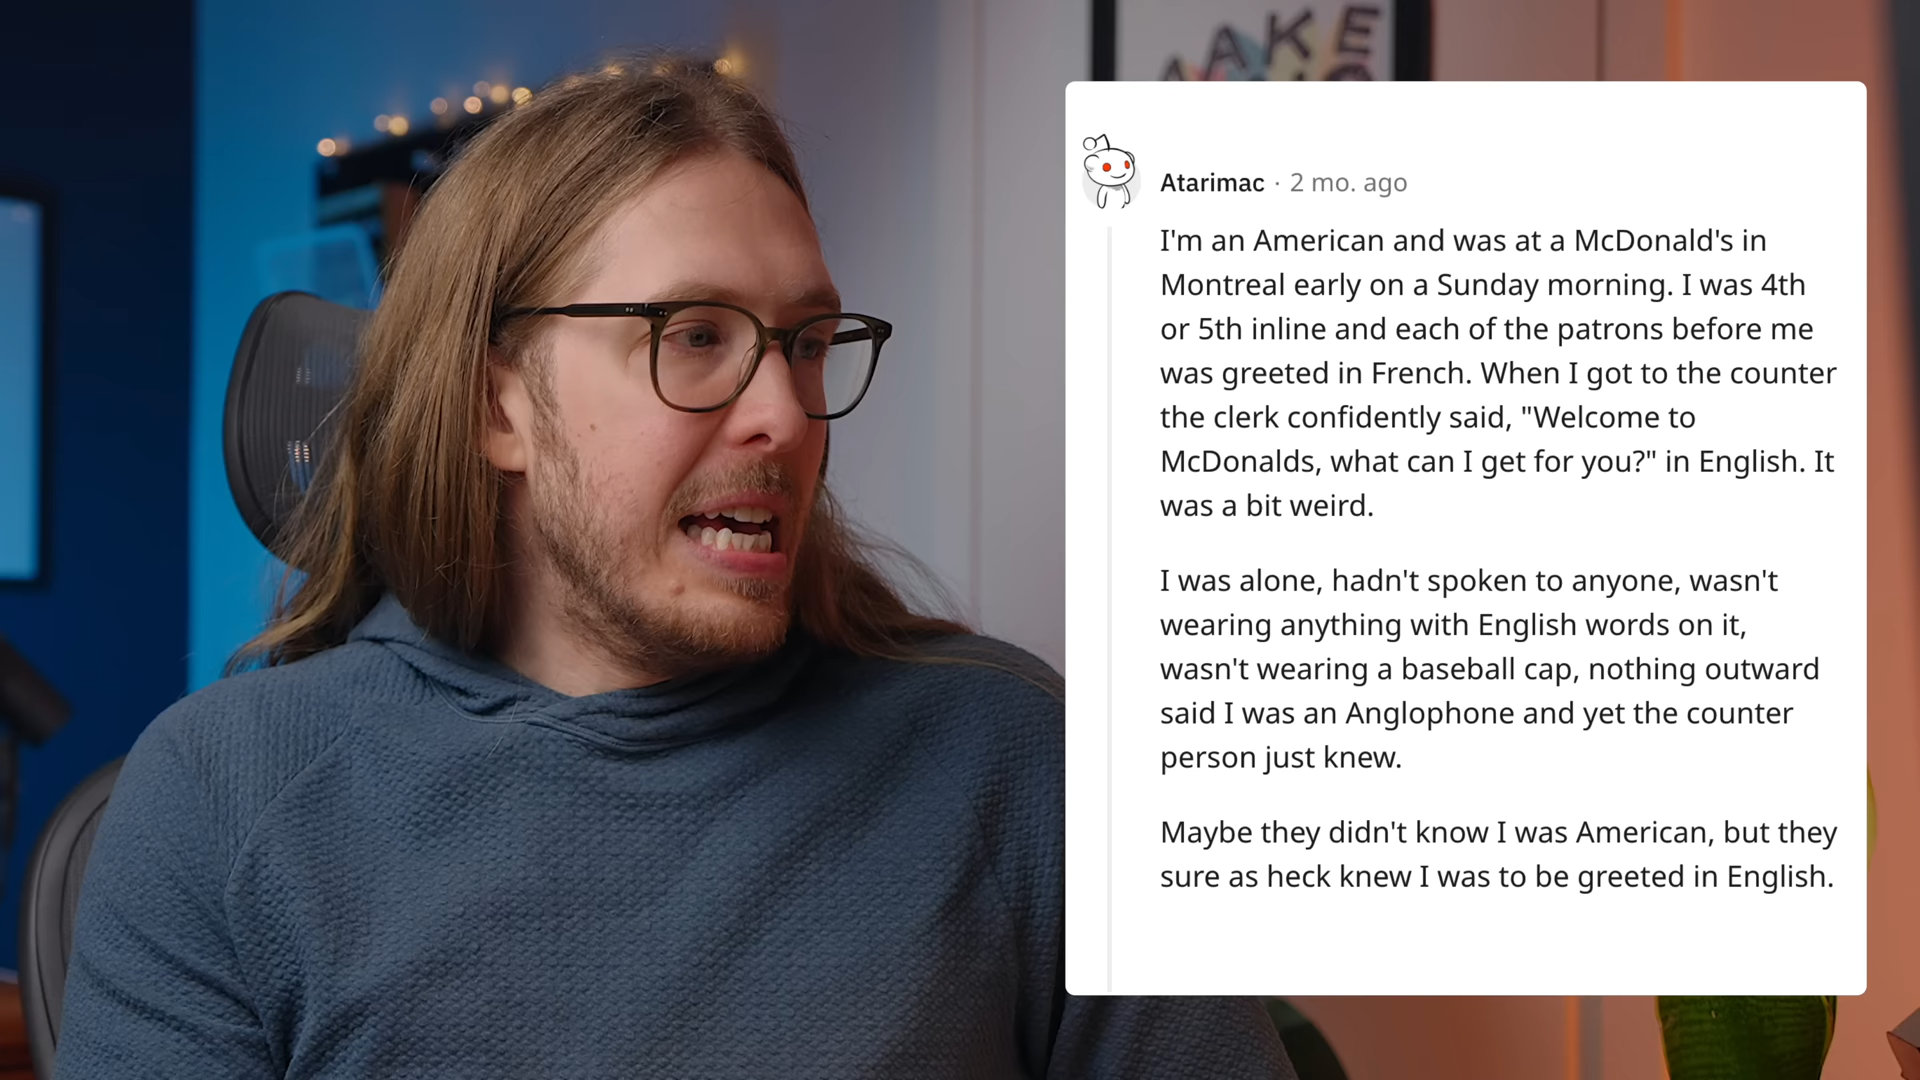 AKE
Atarimac · 2 mo. ago
I'm an American and was at a McDonald's in
Montreal early on a Sunday morning. I was 4th
or 5th inline and each of the patrons before me
was greeted in French. When I got to the counter
the clerk confidently said, "Welcome to
McDonalds, what can I get for you?" in English. It
was a bit weird.
I was alone, hadn't spoken to anyone, wasn't
wearing anything with English words on it,
wasn't wearing a baseball cap, nothing outward
said I was an Anglophone and yet the counter
person just knew.
Maybe they didn't know I was American, but they
sure as heck knew I was to be greeted in English.